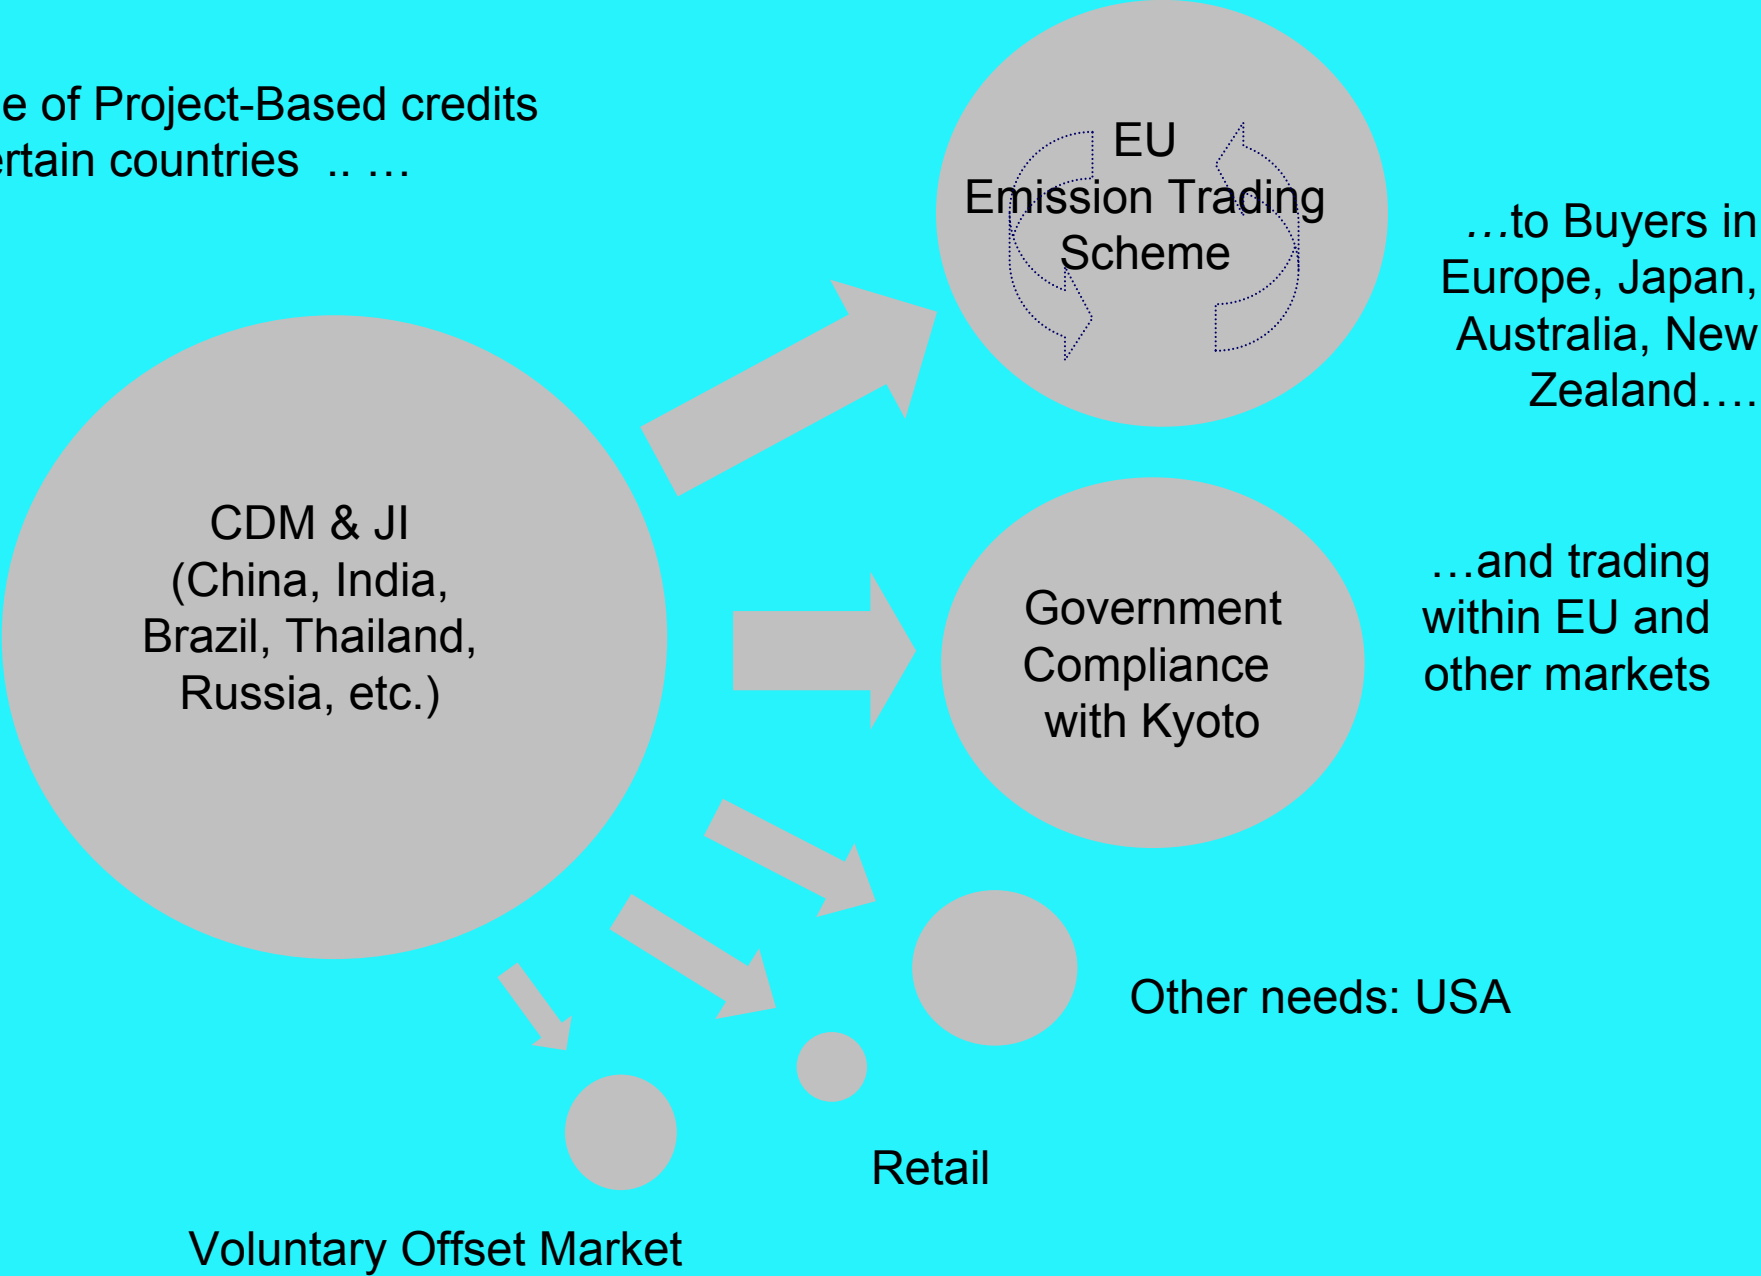 e of Project-Based credits
ertain countries .. …
EU
Emission Trading
Scheme
…to Buyers in
Europe, Japan,
Australia, New
Zealand….
CDM & JI
(China, India,
Brazil, Thailand,
Russia, etc.)
Government
Compliance
with Kyoto
…and trading
within EU and
other markets
Other needs: USA
Retail
Voluntary Offset Market